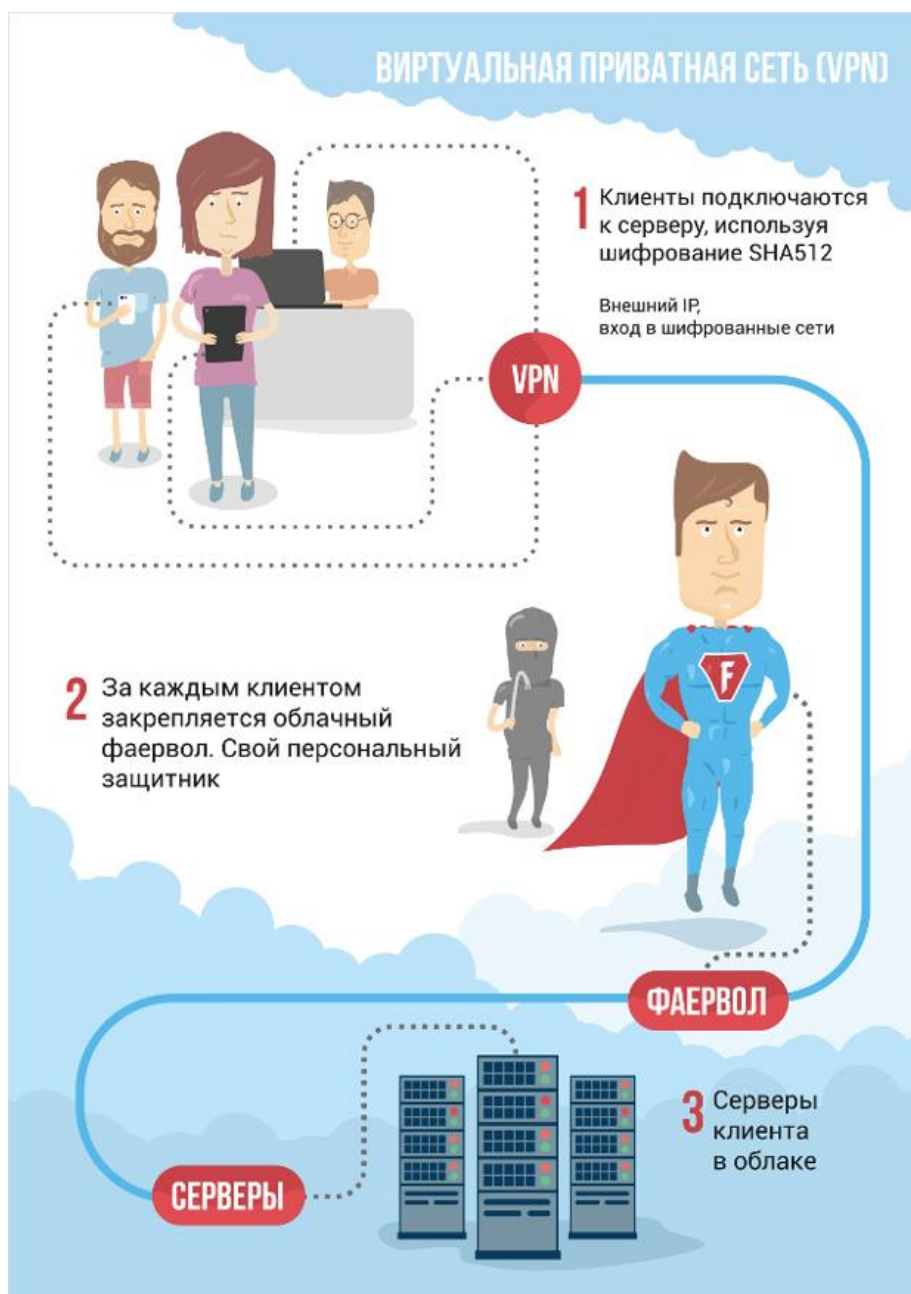 ВИРТУАЛЬНАЯ ПРИВАТНАЯ СЕТЬ (VPN)
1 Клиенты подключаются
к серверу, используя
шифрование SHA512
Внешний IP,
вход в шифрованные сети
VPN
F
2 За каждым клиентом
закрепляется облачный
фаервол. Свой персональный
защитник
ФАЕРВОЛ
3 Серверы
клиента
в облаке
СЕРВЕРЫ